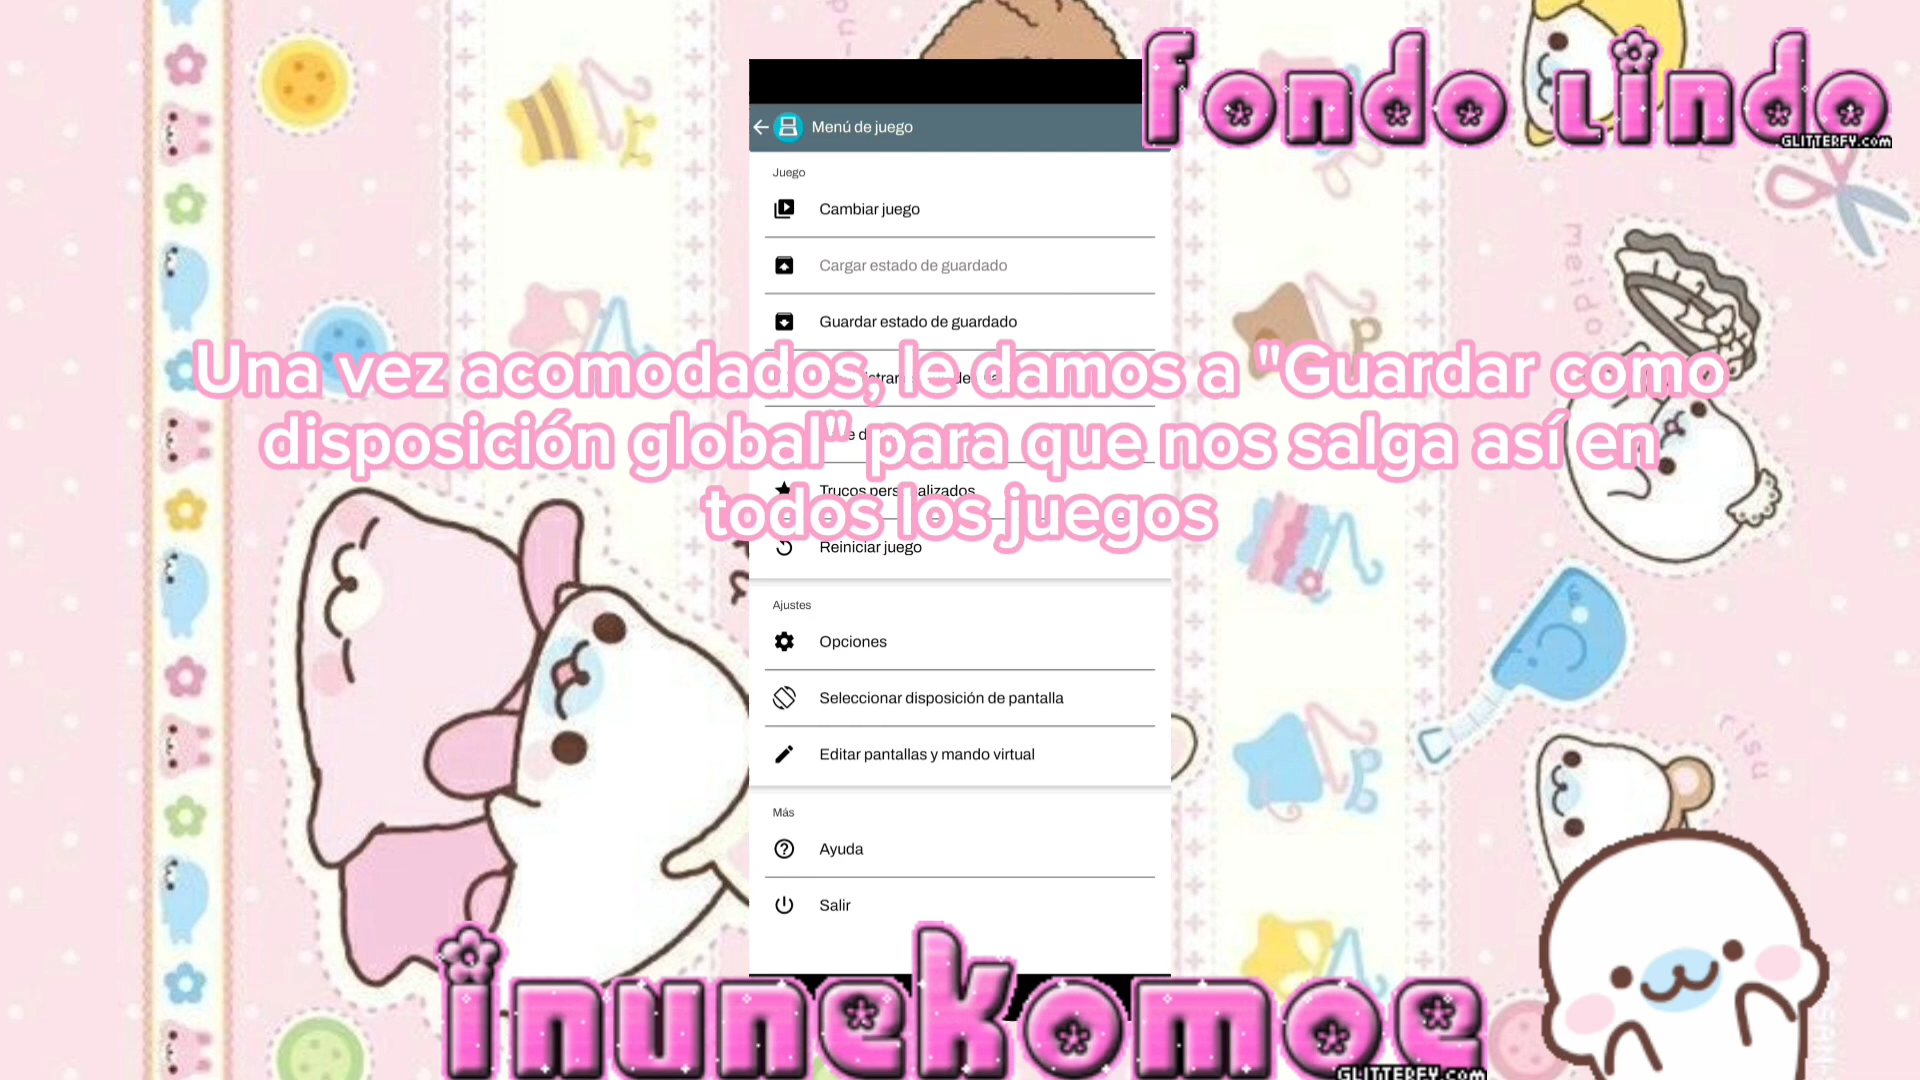 fondo lindo
GLITTERFY.com
Menú de juego
Juego
Cambiar juego
Cargar estado de guardado
Guardar estado de guardado
Una vez acomodados, le damos a "Guardar como
disposición global" para que nos salga así en
todos los juegos
Trucos personalizados
Reiniciar juego
Ajustes
Opciones
Seleccionar disposición de pantalla
Editar pantallas y mando virtual
Más
Ayuda
Salir
inunekomoe
GLITTERFY.com